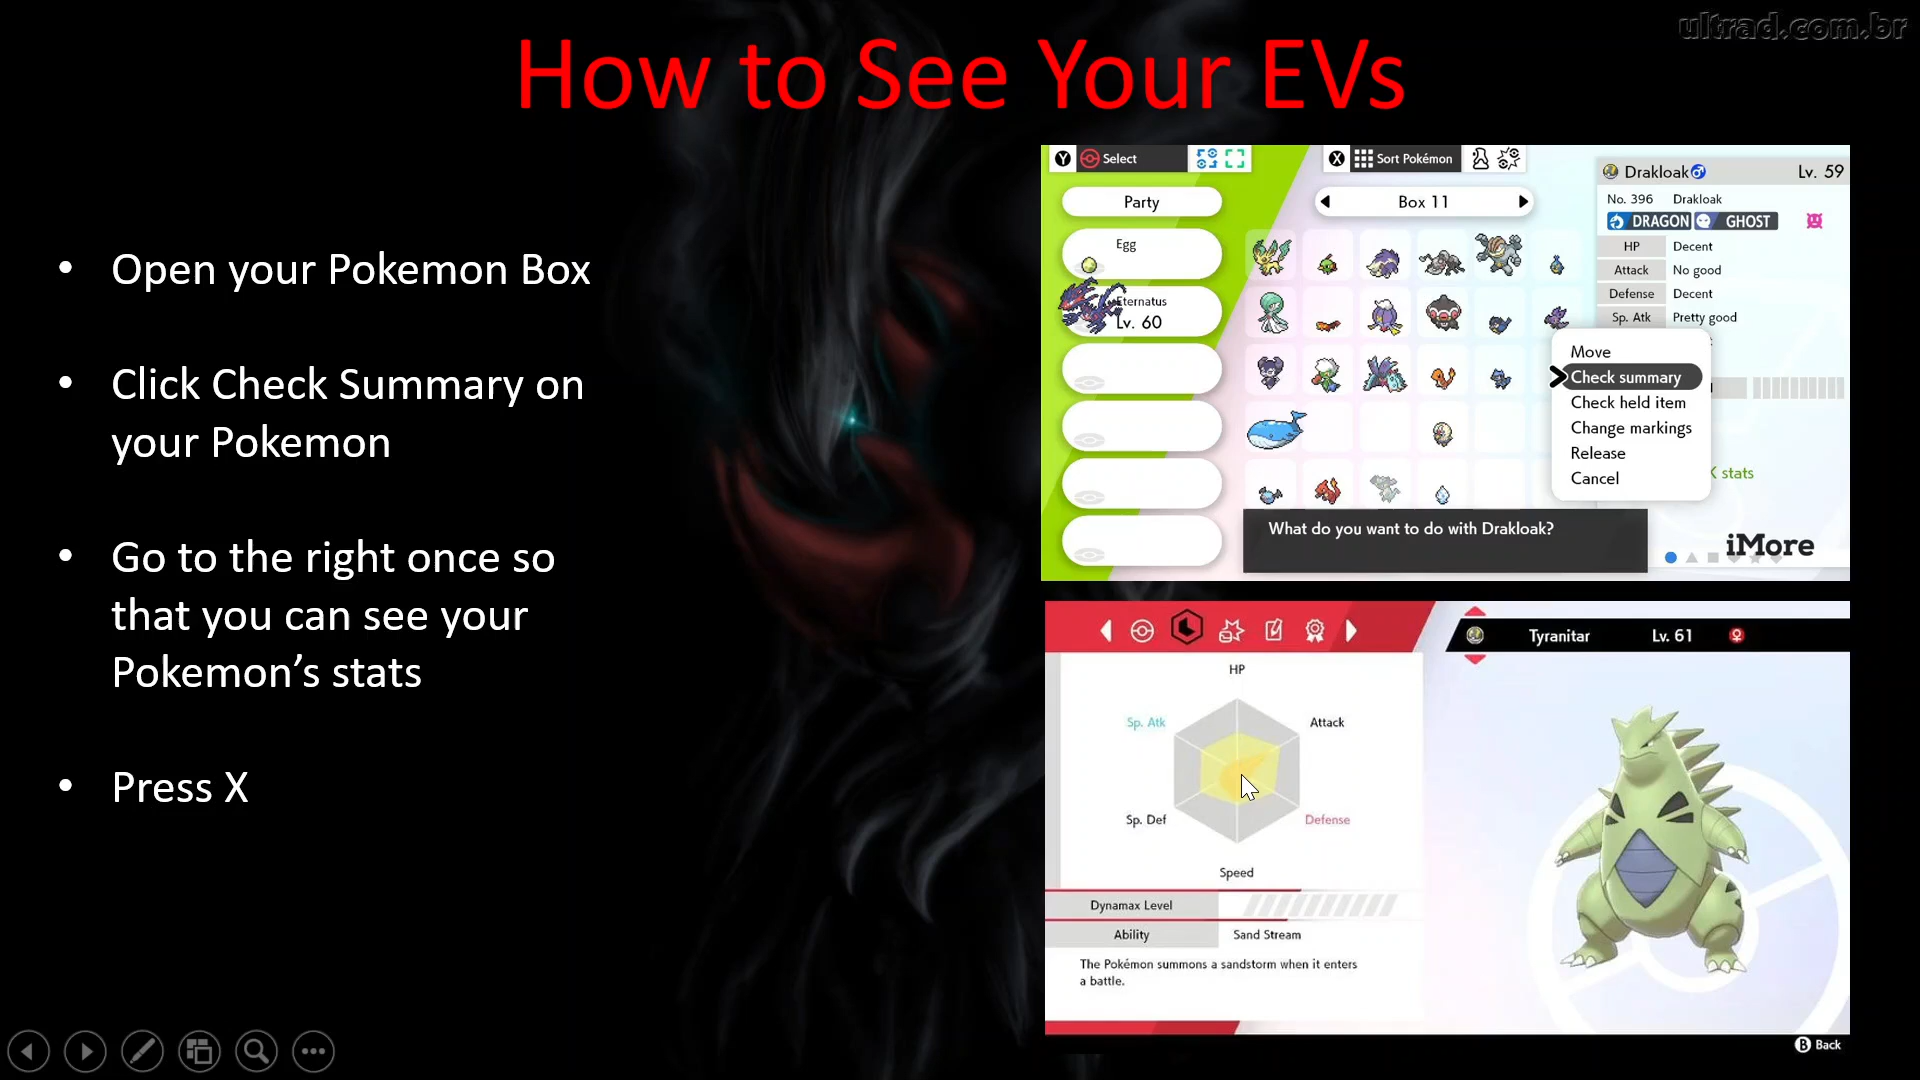 ultrad.com.br
How to See Your EVs
• Open your Pokemon Box
• Click Check Summary on
your Pokemon
• Go to the right once so
that you can see your
Pokemon’s stats
• Press X
Y Select
X Sort Pokémon
Party
Box 11
Egg
Eternatus
Lv. 60
Drakloak♂ Lv. 59
No. 396 Drakloak
DRAGON GHOST
HP Decent
Attack No good
Defense Decent
Sp. Atk Pretty good
Move
Check summary
Check held item
Change markings
Release
Cancel
stats
What do you want to do with Drakloak?
iMore
Tyranitar Lv. 61 ♀
HP
Sp. Atk
Attack
Sp. Def
Defense
Speed
Dynamax Level
Ability Sand Stream
The Pokémon summons a sandstorm when it enters
a battle.
B Back